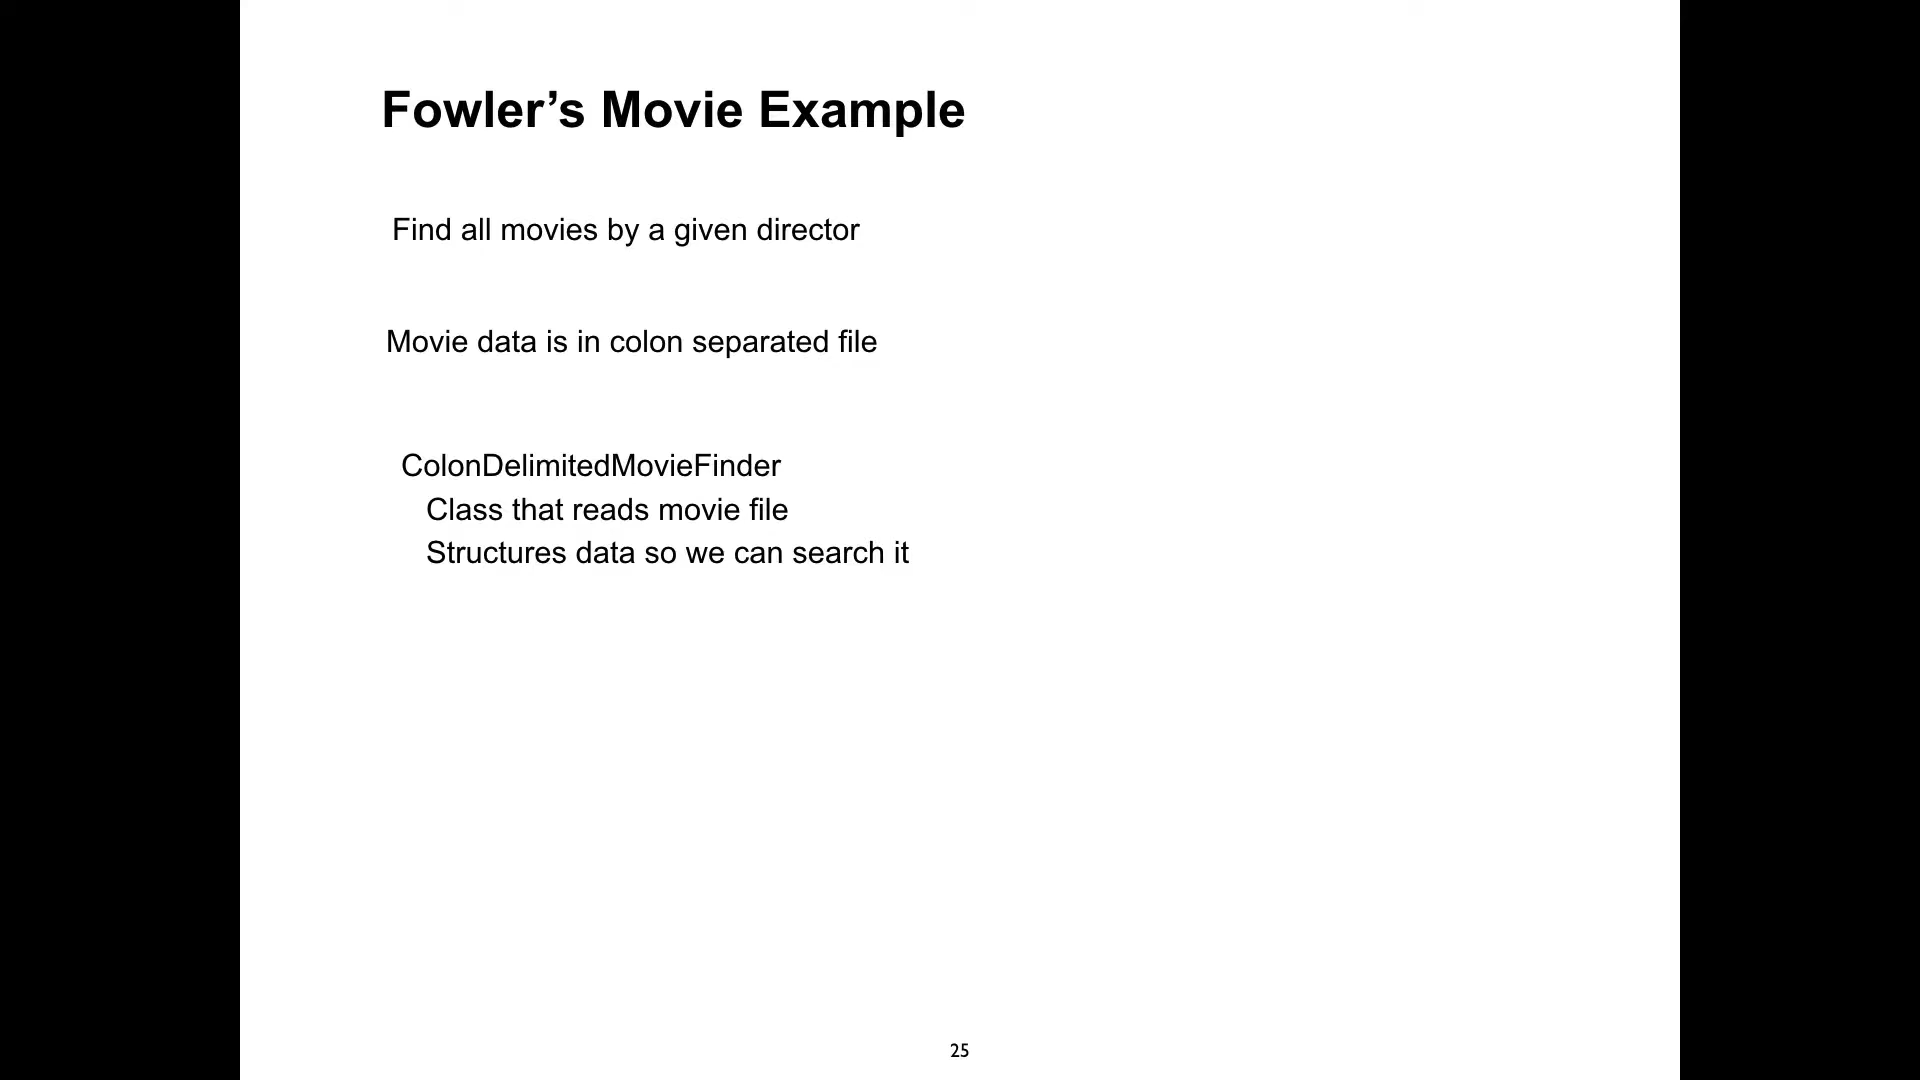 Fowler’s Movie Example
Find all movies by a given director
Movie data is in colon separated file
ColonDelimitedMovieFinder
Class that reads movie file
Structures data so we can search it
25